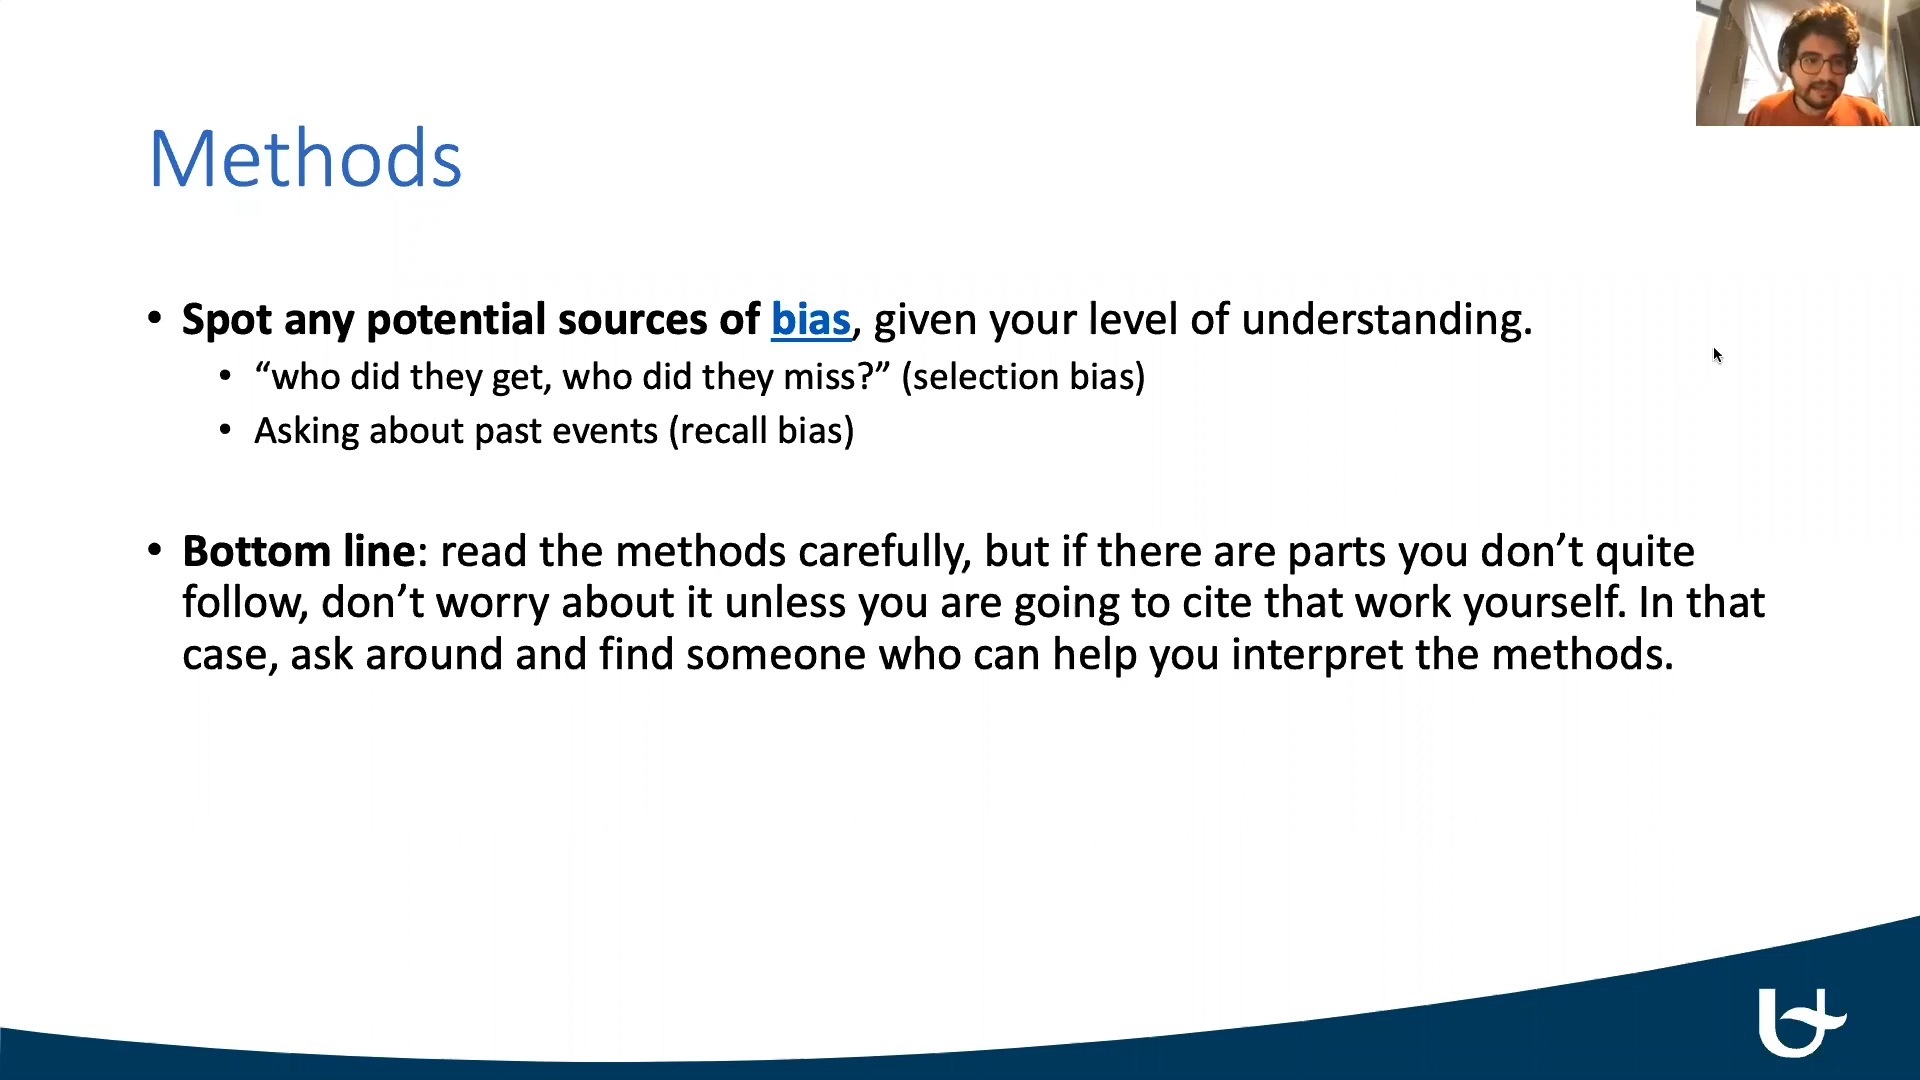 Methods
• Spot any potential sources of bias, given your level of understanding.
• “who did they get, who did they miss?” (selection bias)
• Asking about past events (recall bias)
• Bottom line: read the methods carefully, but if there are parts you don’t quite
follow, don’t worry about it unless you are going to cite that work yourself. In that
case, ask around and find someone who can help you interpret the methods.